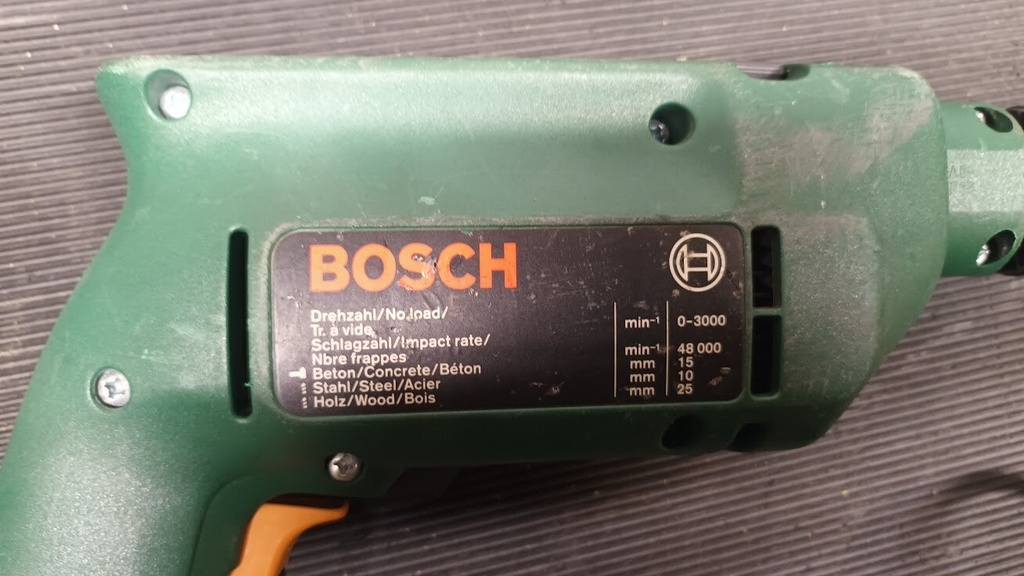 BOSCH
Drehzahl/No.load/
Tr. à vide min⁻¹ 0-3000
Schlagzahl/Impact rate/
Nbre frappes min⁻¹ 48 000
Beton/Concrete/Béton mm 15
Stahl/Steel/Acier mm 10
Holz/Wood/Bois mm 25